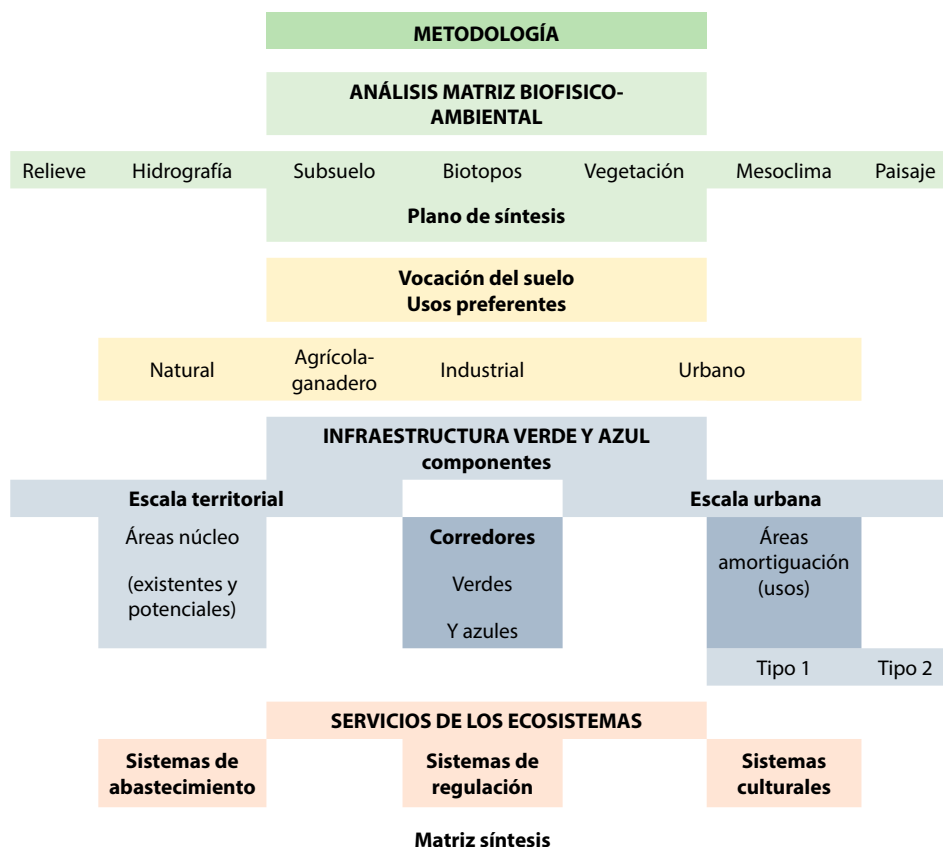 METODOLOGÍA
ANÁLISIS MATRIZ BIOFISICO-
AMBIENTAL
Relieve Hidrografía Subsuelo Biotopos Vegetación Mesoclima Paisaje
Plano de síntesis
Vocación del suelo
Usos preferentes
Natural
Agrícola-
ganadero
Industrial
Urbano
INFRAESTRUCTURA VERDE Y AZUL
componentes
Escala territorial
Escala urbana
Áreas núcleo
(existentes y
potenciales)
Corredores
Verdes
Y azules
Áreas
amortiguación
(usos)
Tipo 1 Tipo 2
SERVICIOS DE LOS ECOSISTEMAS
Sistemas de
abastecimiento
Sistemas de
regulación
Sistemas
culturales
Matriz síntesis